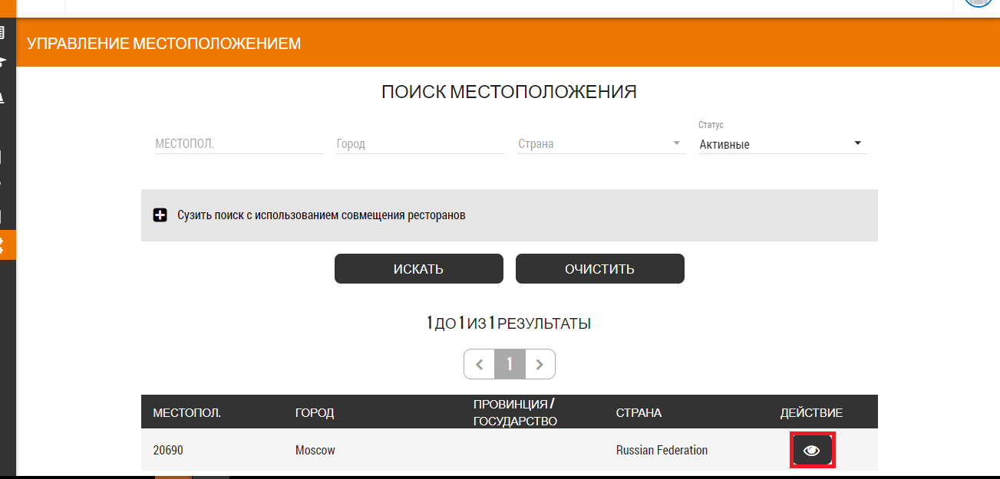 УПРАВЛЕНИЕ МЕСТОПОЛОЖЕНИЕМ
ПОИСК МЕСТОПОЛОЖЕНИЯ
Статус
МЕСТОПОЛ. Город Страна Активные
Сузить поиск с использованием совмещения ресторанов
ИСКАТЬ ОЧИСТИТЬ
1 ДО 1 ИЗ 1 РЕЗУЛЬТАТЫ
1
МЕСТОПОЛ. ГОРОД ПРОВИНЦИЯ / ГОСУДАРСТВО СТРАНА ДЕЙСТВИЕ
20690 Moscow Russian Federation